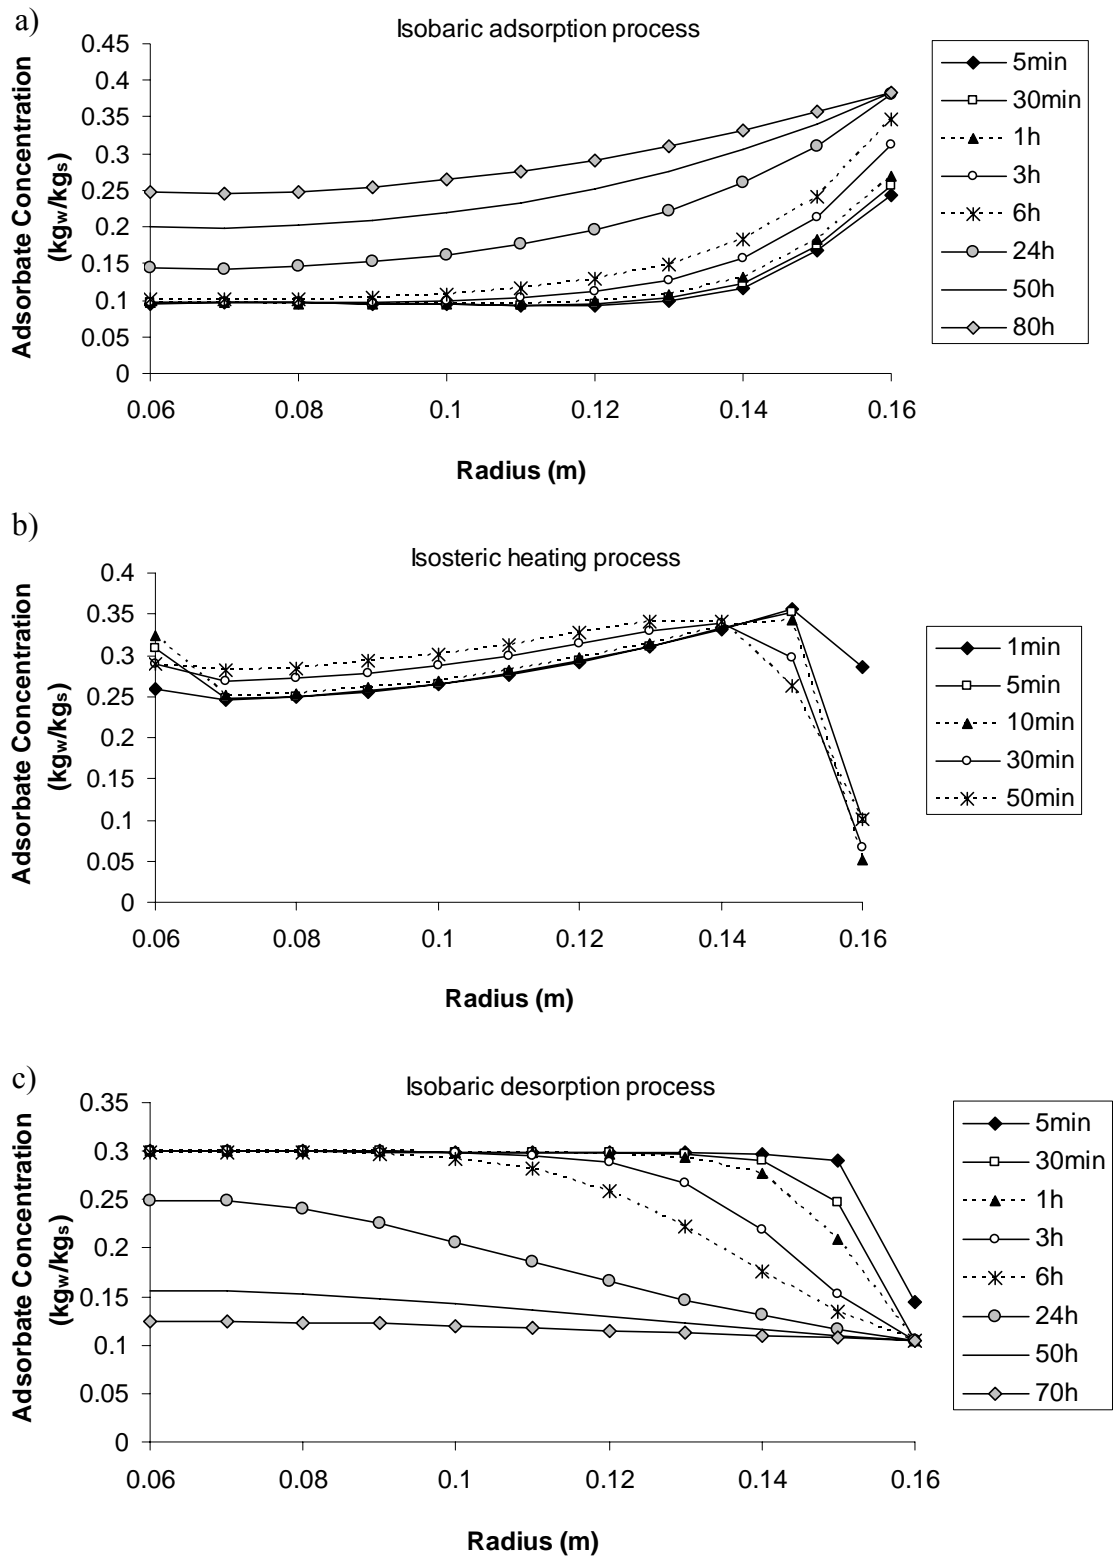 a)
Isobaric adsorption process
Adsorbate Concentration
(kgw/kgs)
0.45
0.4
0.35
0.3
0.25
0.2
0.15
0.1
0.05
0
0.06
0.08
0.1
0.12
0.14
0.16
Radius (m)
5min
30min
1h
3h
6h
24h
50h
80h
b)
Isosteric heating process
Adsorbate Concentration
(kgw/kgs)
0.4
0.35
0.3
0.25
0.2
0.15
0.1
0.05
0
0.06
0.08
0.1
0.12
0.14
0.16
Radius (m)
1min
5min
10min
30min
50min
c)
Isobaric desorption process
Adsorbate Concentration
(kgw/kgs)
0.35
0.3
0.25
0.2
0.15
0.1
0.05
0
0.06
0.08
0.1
0.12
0.14
0.16
Radius (m)
5min
30min
1h
3h
6h
24h
50h
70h